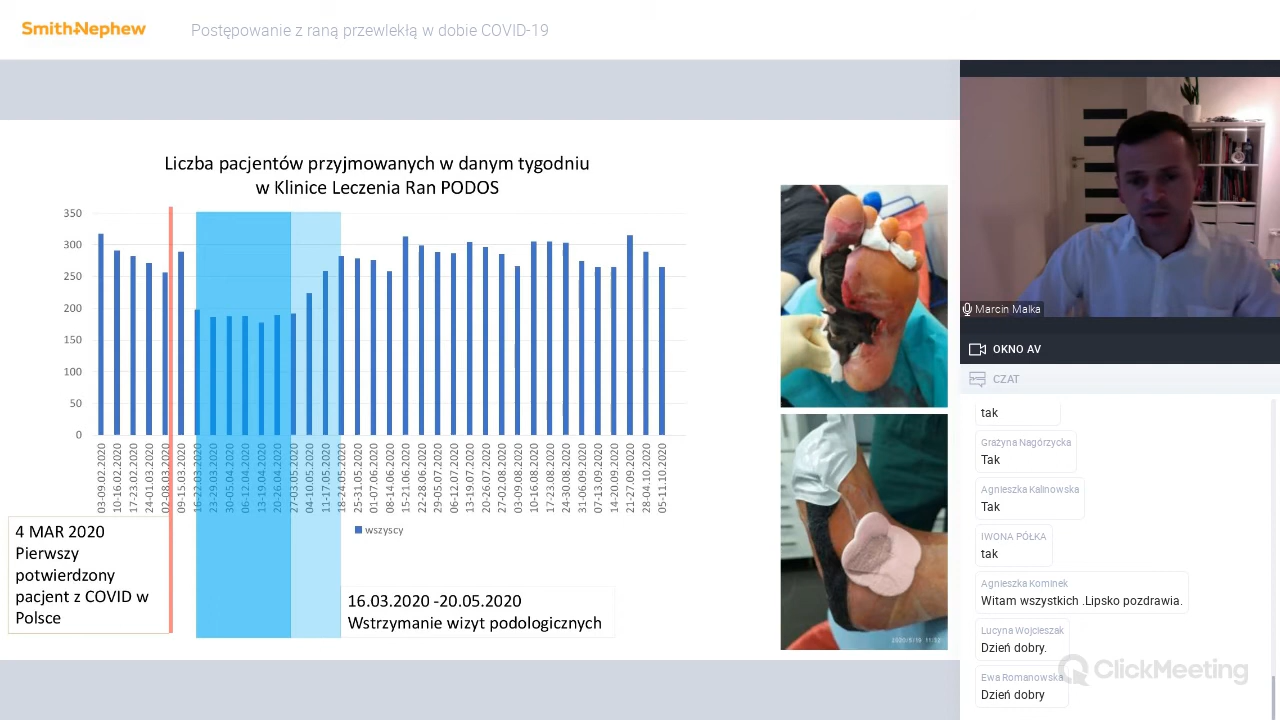 Smith+Nephew
Postępowanie z raną przewlekłą w dobie COVID-19
Liczba pacjentów przyjmowanych w danym tygodniu
w Klinice Leczenia Ran PODOS
350
300
250
200
150
100
50
0
03-09.02.2020
10-16.02.2020
17-23.02.2020
24-01.03.2020
02-08.03.2020
09-15.03.2020
16-22.03.2020
23-29.03.2020
30-05.04.2020
06-12.04.2020
13-19.04.2020
20-26.04.2020
27-03.05.2020
04-10.05.2020
11-17.05.2020
18-24.05.2020
25-31.05.2020
01-07.06.2020
08-14.06.2020
15-21.06.2020
22-28.06.2020
29-05.07.2020
06-12.07.2020
13-19.07.2020
20-26.07.2020
27-02.08.2020
03-09.08.2020
10-16.08.2020
17-23.08.2020
24-30.08.2020
31-06.09.2020
07-13.09.2020
14-20.09.2020
21-27.09.2020
28-04.10.2020
05-11.10.2020
wszyscy
4 MAR 2020
Pierwszy
potwierdzony
pacjent z COVID w
Polsce
16.03.2020 -20.05.2020
Wstrzymanie wizyt podologicznych
Marcin Malka
OKNO AV
CZAT
tak
Grażyna Nagórzycka
Tak
Agnieszka Kalinowska
Tak
IWONA PÓŁKA
tak
Agnieszka Kominek
Witam wszystkich .Lipsko pozdrawia.
Lucyna Wojcieszak
Dzień dobry.
Ewa Romanowska
Dzień dobry
ClickMeeting